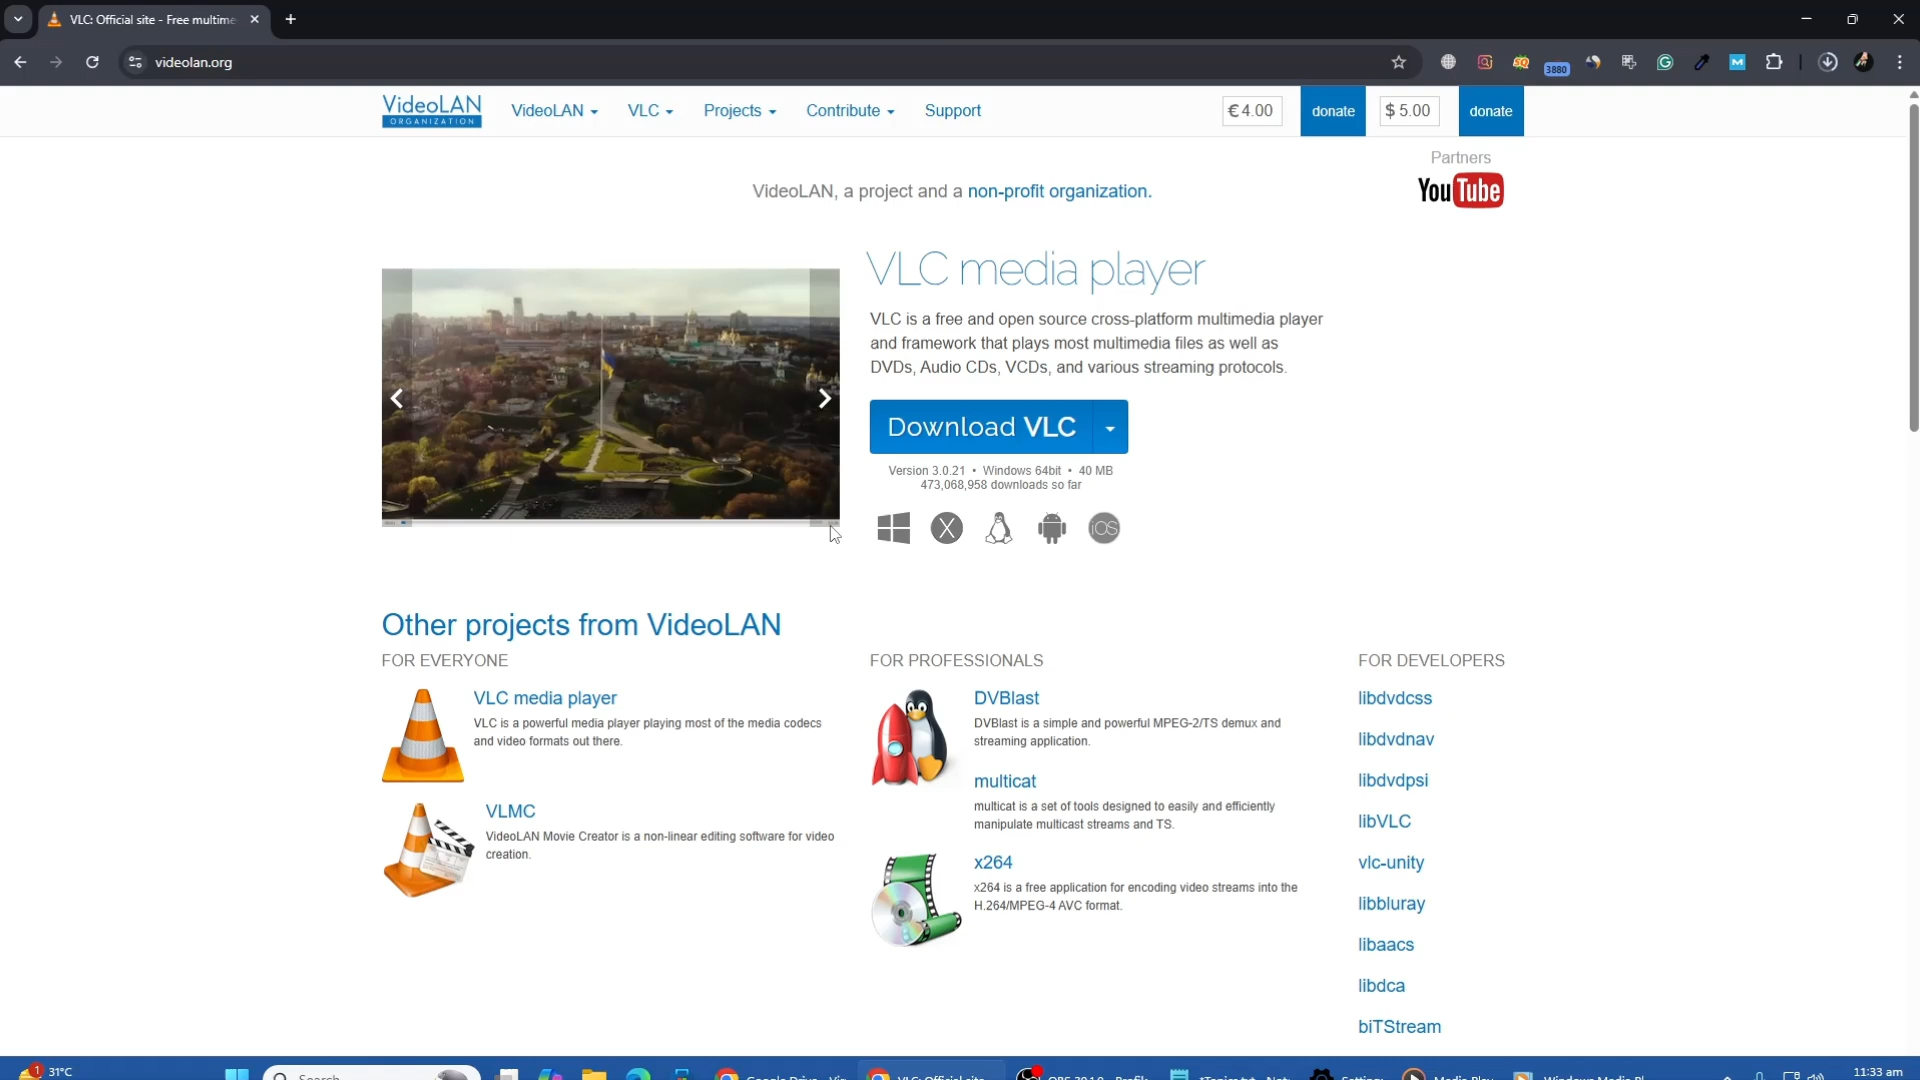 VLC: Official site - Free multime
videolan.org
3880
VideoLAN
ORGANIZATION
VideoLAN
VLC
Projects
Contribute
Support
€ 4.00
donate
$ 5.00
donate
Partners
YouTube
VideoLAN, a project and a non-profit organization.
VLC media player
VLC is a free and open source cross-platform multimedia player
and framework that plays most multimedia files as well as
DVDs, Audio CDs, VCDs, and various streaming protocols.
Download VLC
Version 3.0.21 • Windows 64bit • 40 MB
473,068,958 downloads so far
X
iOS
Other projects from VideoLAN
FOR EVERYONE
VLC media player
VLC is a powerful media player playing most of the media codecs
and video formats out there.
VLMC
VideoLAN Movie Creator is a non-linear editing software for video
creation.
FOR PROFESSIONALS
DVBlast
DVBlast is a simple and powerful MPEG-2/TS demux and
streaming application.
multicat
multicat is a set of tools designed to easily and efficiently
manipulate multicast streams and TS.
x264
x264 is a free application for encoding video streams into the
H.264/MPEG-4 AVC format.
FOR DEVELOPERS
libdvdcss
libdvdnav
libdvdpsi
libVLC
vlc-unity
libbluray
libaacs
libdca
biTStream
1
31°C
Search
11:33 am